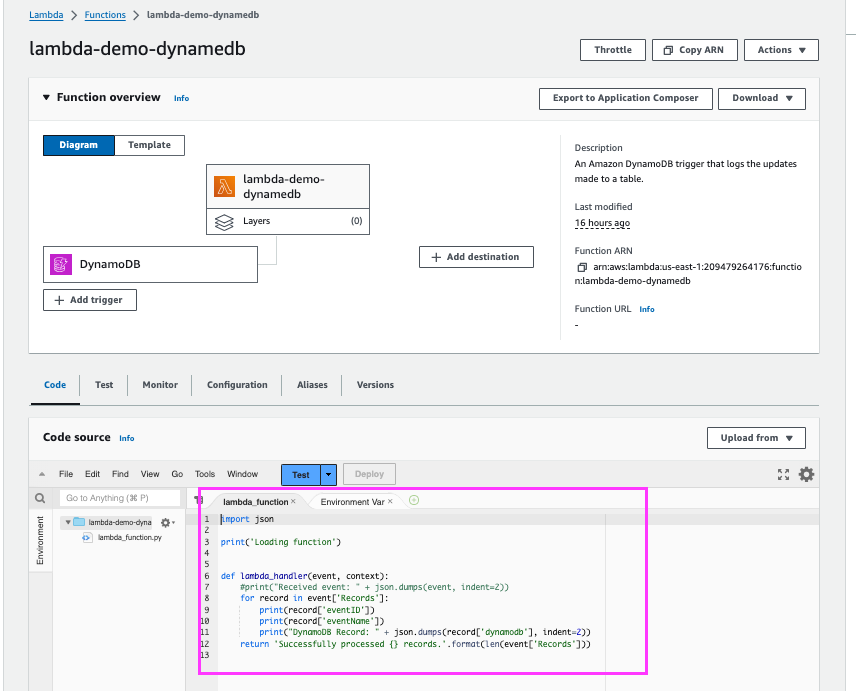 Lambda > Functions > lambda-demo-dynamedb
lambda-demo-dynamedb
Throttle
Copy ARN
Actions ▼
▼ Function overview Info
Export to Application Composer
Download ▼
Diagram
Template
lambda-demo-
dynamedb
Layers (0)
DynamoDB
+ Add trigger
+ Add destination
Description
An Amazon DynamoDB trigger that logs the updates
made to a table.
Last modified
16 hours ago
Function ARN
arn:aws:lambda:us-east-1:209479264176:functio
n:lambda-demo-dynamedb
Function URL Info
-
Code
Test
Monitor
Configuration
Aliases
Versions
Code source Info
Upload from ▼
File Edit Find View Go Tools Window
Test
Deploy
Go to Anything (⌘ P)
lambda_function ×
Environment Var ×
Environment
lambda-demo-dyna
lambda_function.py
1 import json
2
3 print('Loading function')
4
5
6 def lambda_handler(event, context):
7     #print("Received event: " + json.dumps(event, indent=2))
8     for record in event['Records']:
9         print(record['eventID'])
10         print(record['eventName'])
11         print("DynamoDB Record: " + json.dumps(record['dynamodb'], indent=2))
12     return 'Successfully processed {} records.'.format(len(event['Records']))
13